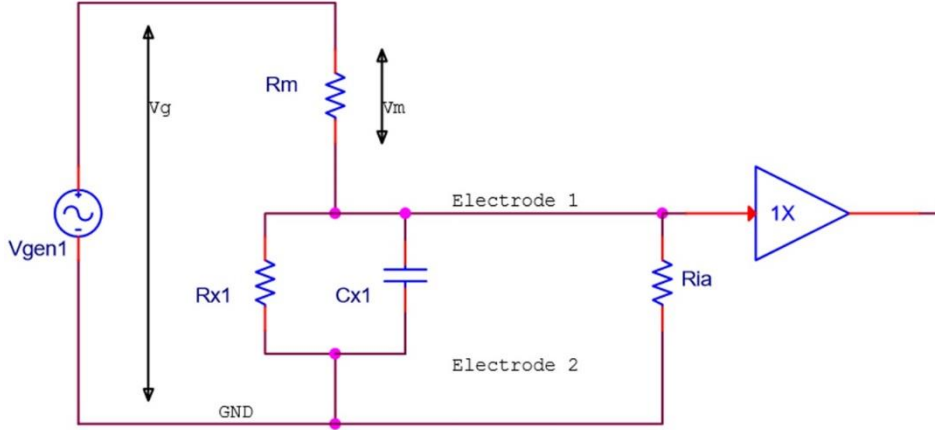 Rm
Vg
Vm
Electrode 1
1X
Vgen1
Rx1
Cx1
Ria
Electrode 2
GND